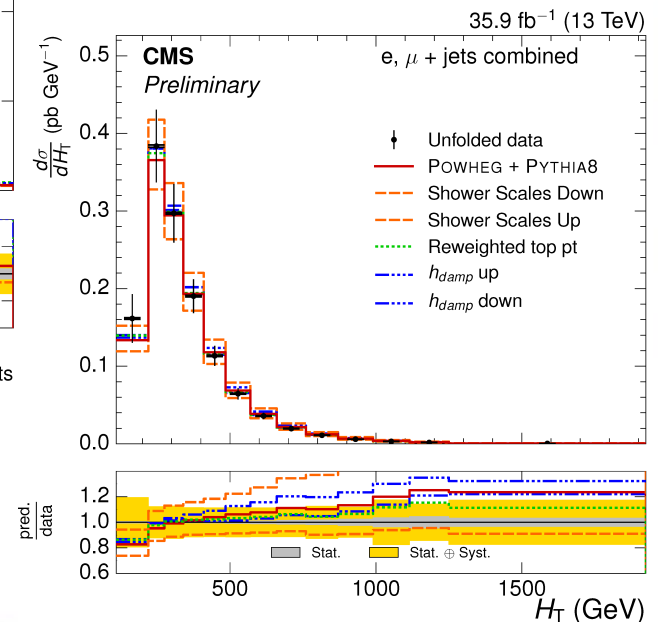 35.9 fb⁻¹ (13 TeV)
CMS
Preliminary
e, μ + jets combined
dσ/dH_T (pb GeV⁻¹)
0.5
0.4
0.3
0.2
0.1
0.0
Unfolded data
POWHEG + PYTHIA8
Shower Scales Down
Shower Scales Up
Reweighted top pt
h_damp up
h_damp down
ts
pred./data
1.2
1.0
0.8
0.6
Stat.
Stat. ⊕ Syst.
500
1000
1500
H_T (GeV)